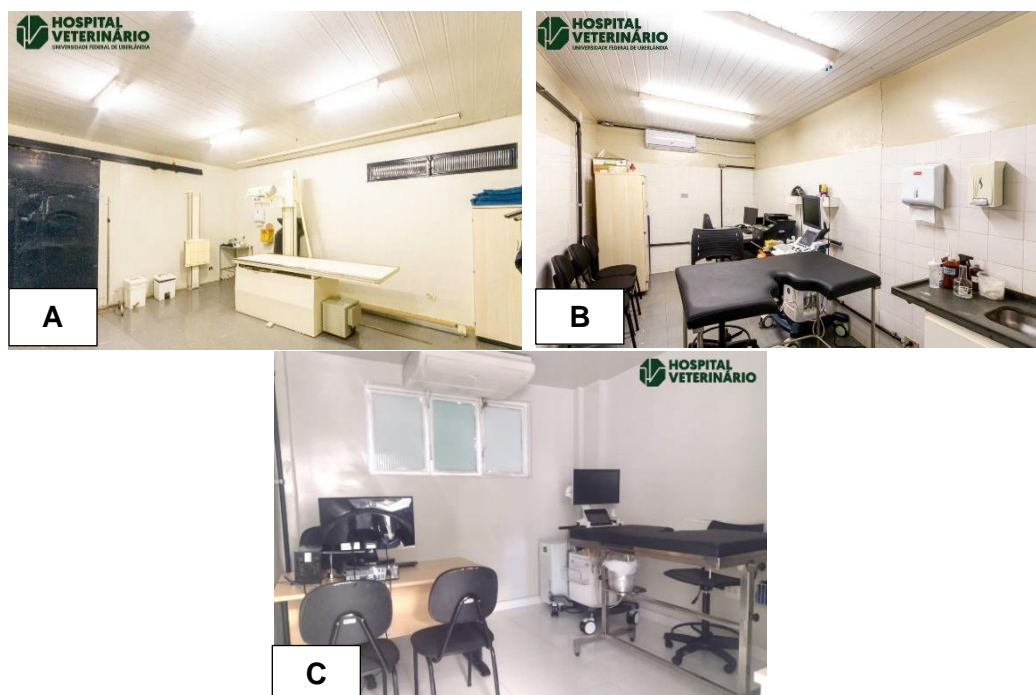 HOSPITAL
VETERINÁRIO
UNIVERSIDADE FEDERAL DE UBERLÂNDIA
HOSPITAL
VETERINÁRIO
UNIVERSIDADE FEDERAL DE UBERLÂNDIA
A
B
HOSPITAL
VETERINÁRIO
C